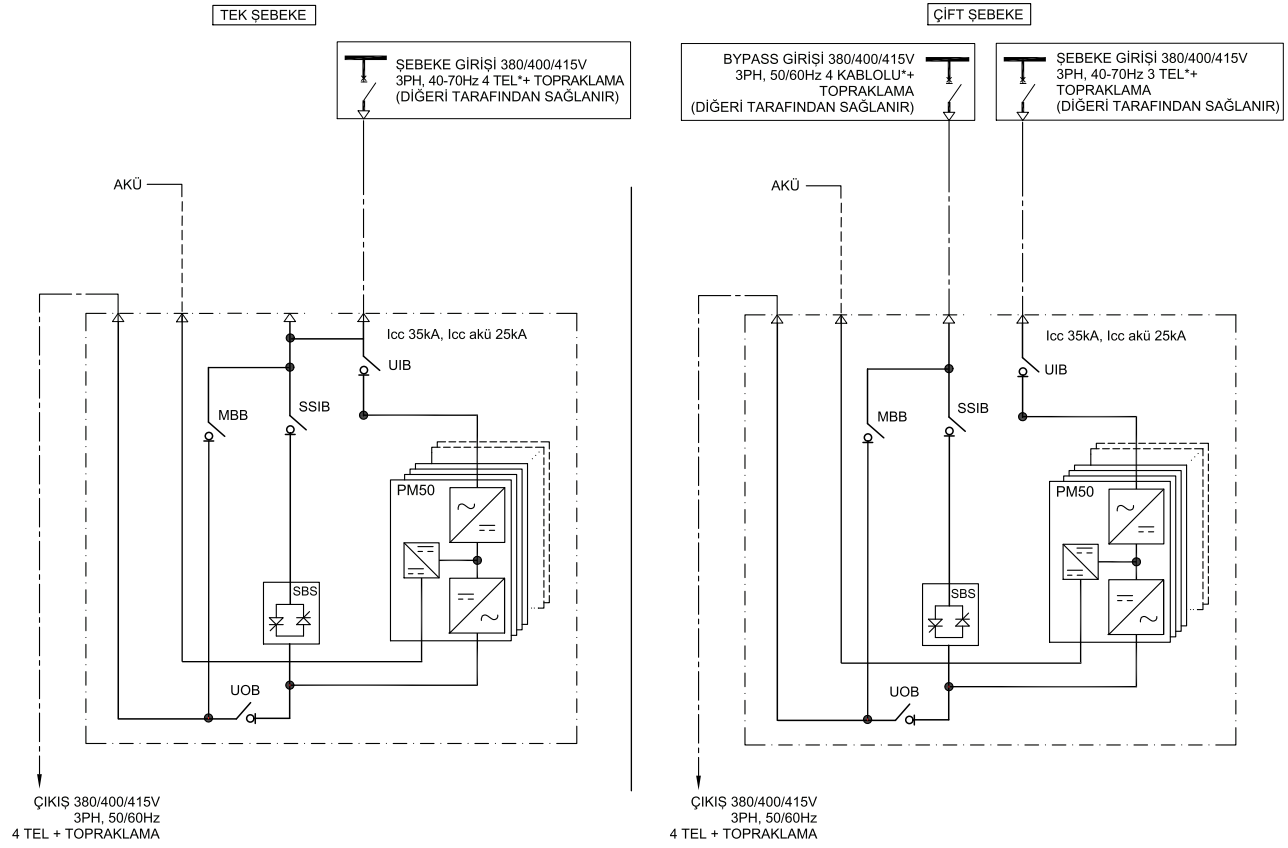 TEK ŞEBEKE
ŞEBEKE GİRİŞİ 380/400/415V
3PH, 40-70Hz 4 TEL*+ TOPRAKLAMA
(DİĞERİ TARAFINDAN SAĞLANIR)
AKÜ
Icc 35kA, Icc akü 25kA
UIB
MBB
SSIB
PM50
SBS
UOB
ÇIKIŞ 380/400/415V
3PH, 50/60Hz
4 TEL + TOPRAKLAMA
ÇİFT ŞEBEKE
BYPASS GİRİŞİ 380/400/415V
3PH, 50/60Hz 4 KABLOLU*+
TOPRAKLAMA
(DİĞERİ TARAFINDAN SAĞLANIR)
ŞEBEKE GİRİŞİ 380/400/415V
3PH, 40-70Hz 3 TEL*+
TOPRAKLAMA
(DİĞERİ TARAFINDAN SAĞLANIR)
AKÜ
Icc 35kA, Icc akü 25kA
UIB
MBB
SSIB
PM50
SBS
UOB
ÇIKIŞ 380/400/415V
3PH, 50/60Hz
4 TEL + TOPRAKLAMA